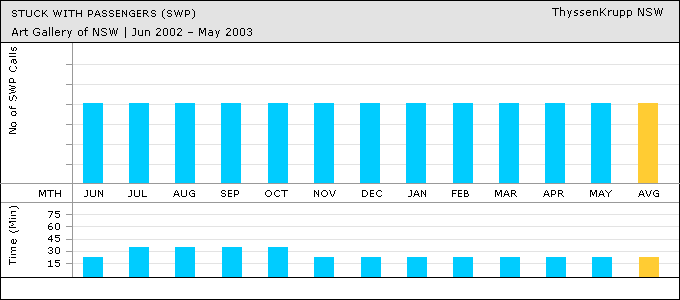 STUCK WITH PASSENGERS (SWP)
ThyssenKrupp NSW
Art Gallery of NSW | Jun 2002 – May 2003
No of SWP Calls
MTH JUN JUL AUG SEP OCT NOV DEC JAN FEB MAR APR MAY AVG
Time (Min)
75
45
30
15